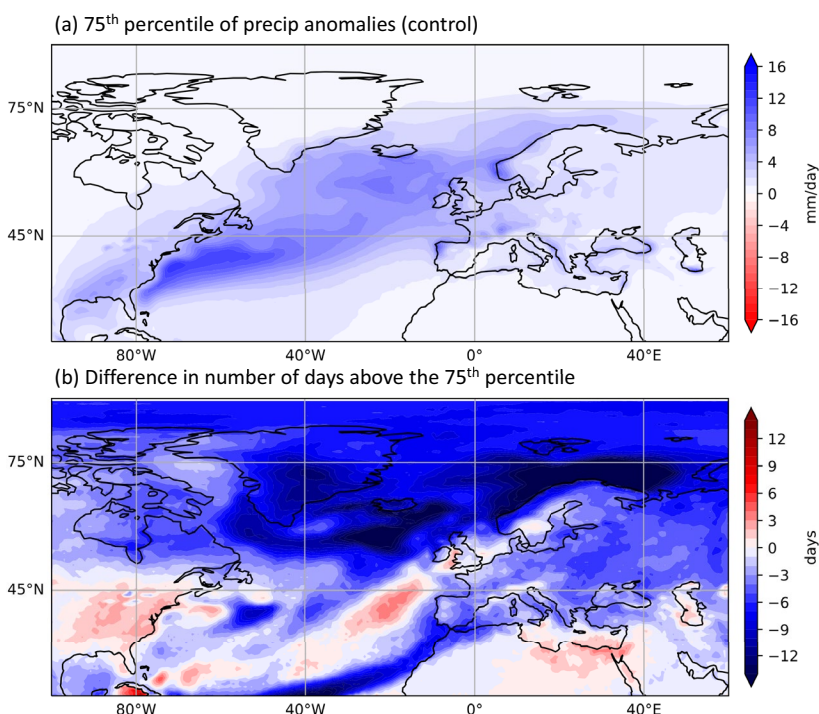 (a) 75th percentile of precip anomalies (control)
75°N
45°N
80°W 40°W 0° 40°E
16
12
8
4
0
−4
−8
−12
−16
mm/day
(b) Difference in number of days above the 75th percentile
75°N
45°N
80°W 40°W 0° 40°E
12
9
6
3
0
−3
−6
−9
−12
days